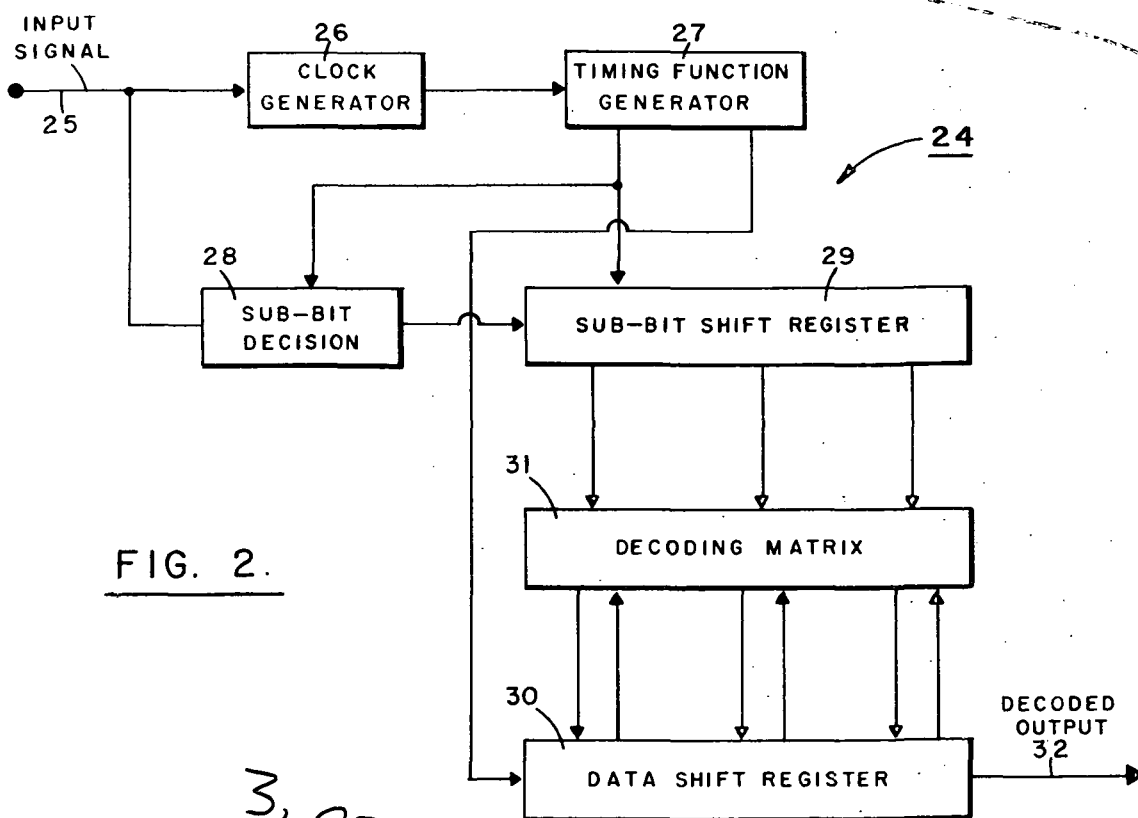 INPUT
SIGNAL
25
26
CLOCK
GENERATOR
27
TIMING FUNCTION
GENERATOR
24
28
SUB-BIT
DECISION
29
SUB-BIT SHIFT REGISTER
31
DECODING MATRIX
FIG. 2.
30
DATA SHIFT REGISTER
DECODED
OUTPUT
32
3,